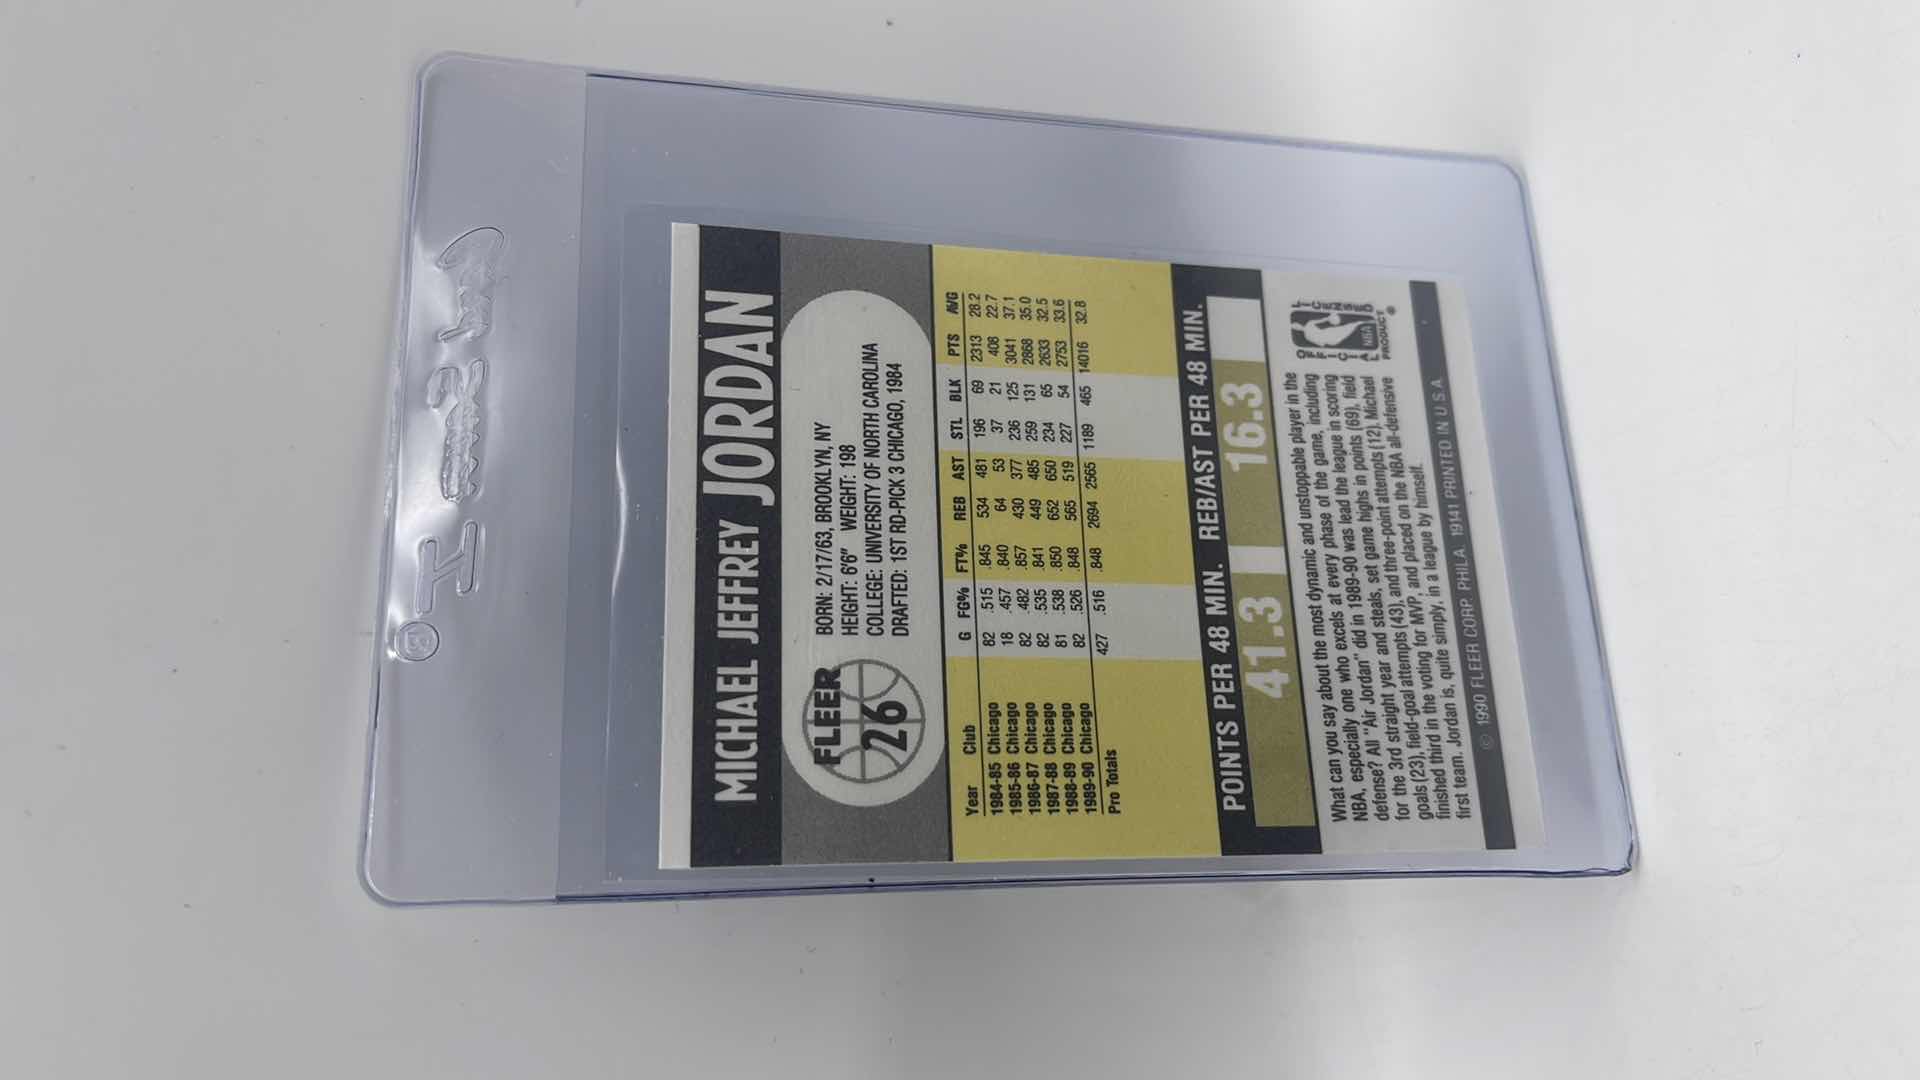 MICHAEL JEFFREY JORDAN
FLEER
26
BORN: 2/17/63, BROOKLYN, NY
HEIGHT: 6'6" WEIGHT: 198
COLLEGE: UNIVERSITY OF NORTH CAROLINA
DRAFTED: 1ST RD-PICK 3 CHICAGO, 1984
Year Club G FG% FT% REB AST STL BLK PTS AVG
1984-85 Chicago 82 .515 .845 534 481 196 69 2313 28.2
1985-86 Chicago 18 .457 .840 64 53 37 21 408 22.7
1986-87 Chicago 82 .482 .857 430 377 236 125 3041 37.1
1987-88 Chicago 82 .535 .841 449 485 259 131 2868 35.0
1988-89 Chicago 81 .538 .850 652 650 234 65 2633 32.5
1989-90 Chicago 82 .526 .848 565 519 227 54 2753 33.6
Pro Totals 427 .516 .848 2694 2565 1189 465 14016 32.8
POINTS PER 48 MIN. REB/AST PER 48 MIN.
41.3 16.3
What can you say about the most dynamic and unstoppable player in the
NBA, especially one who excels at every phase of the game, including
defense? All "Air Jordan" did in 1989-90 was lead the league in scoring
for the 3rd straight year and steals, set game highs in points (69), field
goals (23), field-goal attempts (43), and three-point attempts (12). Michael
finished third in the voting for MVP, and placed on the NBA all-defensive
first team. Jordan is, quite simply, in a league by himself.
OFFICIAL LICENSED
NBA
PRODUCT ®
© 1990 FLEER CORP. PHILA. 19141 PRINTED IN U.S.A.